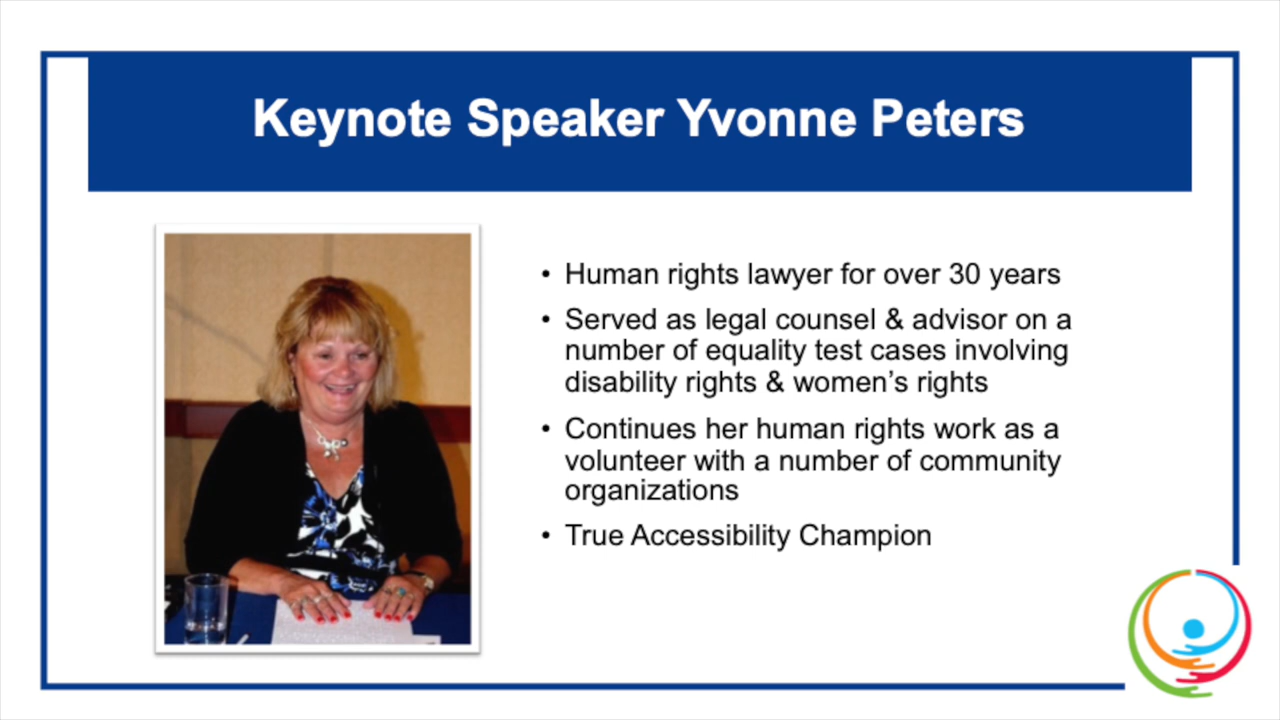 Keynote Speaker Yvonne Peters
• Human rights lawyer for over 30 years
• Served as legal counsel & advisor on a
number of equality test cases involving
disability rights & women’s rights
• Continues her human rights work as a
volunteer with a number of community
organizations
• True Accessibility Champion